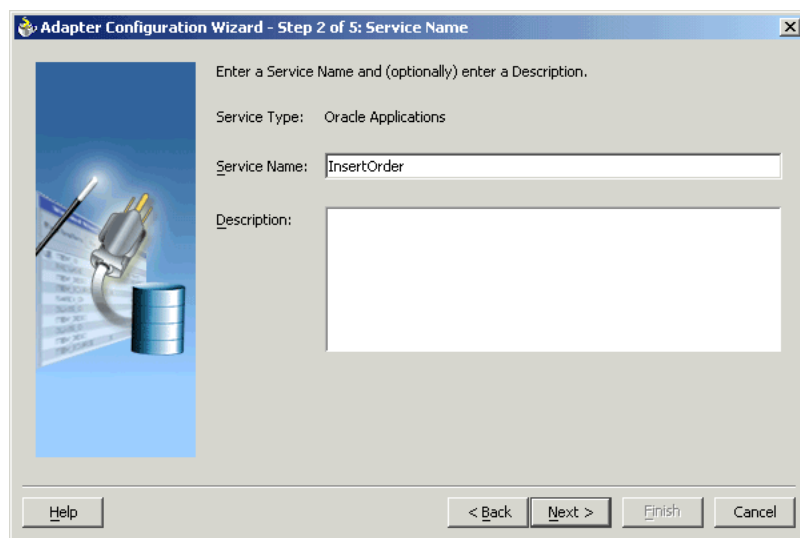 Adapter Configuration Wizard - Step 2 of 5: Service Name
Enter a Service Name and (optionally) enter a Description.
Service Type: Oracle Applications
Service Name: InsertOrder
Description:
Help < Back Next > Finish Cancel